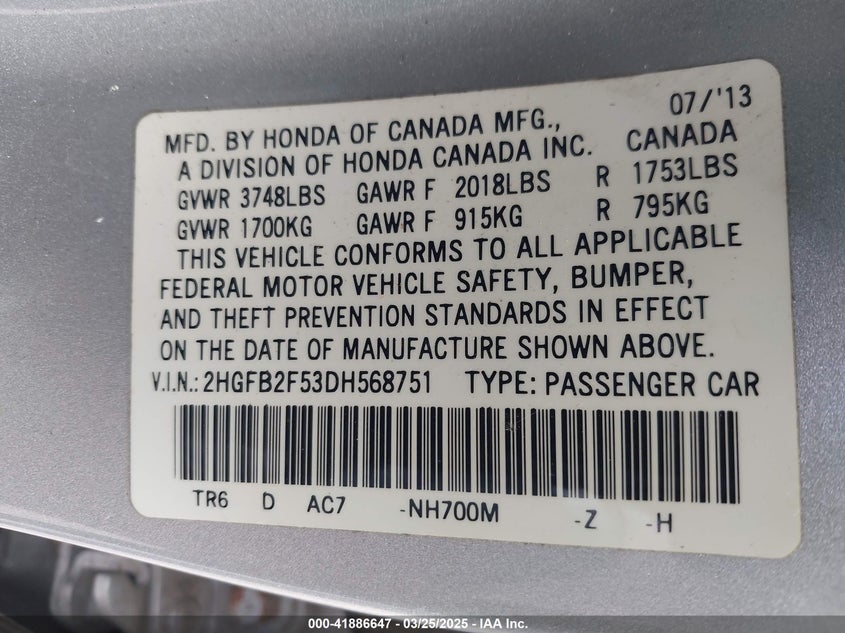 07/'13
MFD. BY HONDA OF CANADA MFG.,
A DIVISION OF HONDA CANADA INC. CANADA
GVWR 3748LBS GAWR F 2018LBS R 1753LBS
GVWR 1700KG GAWR F 915KG R 795KG
THIS VEHICLE CONFORMS TO ALL APPLICABLE
FEDERAL MOTOR VEHICLE SAFETY, BUMPER,
AND THEFT PREVENTION STANDARDS IN EFFECT
ON THE DATE OF MANUFACTURE SHOWN ABOVE.
V.I.N.: 2HGFB2F53DH568751 TYPE: PASSENGER CAR
TR6 D AC7 -NH700M -Z -H
000-41886647 - 03/25/2025 - IAA Inc.